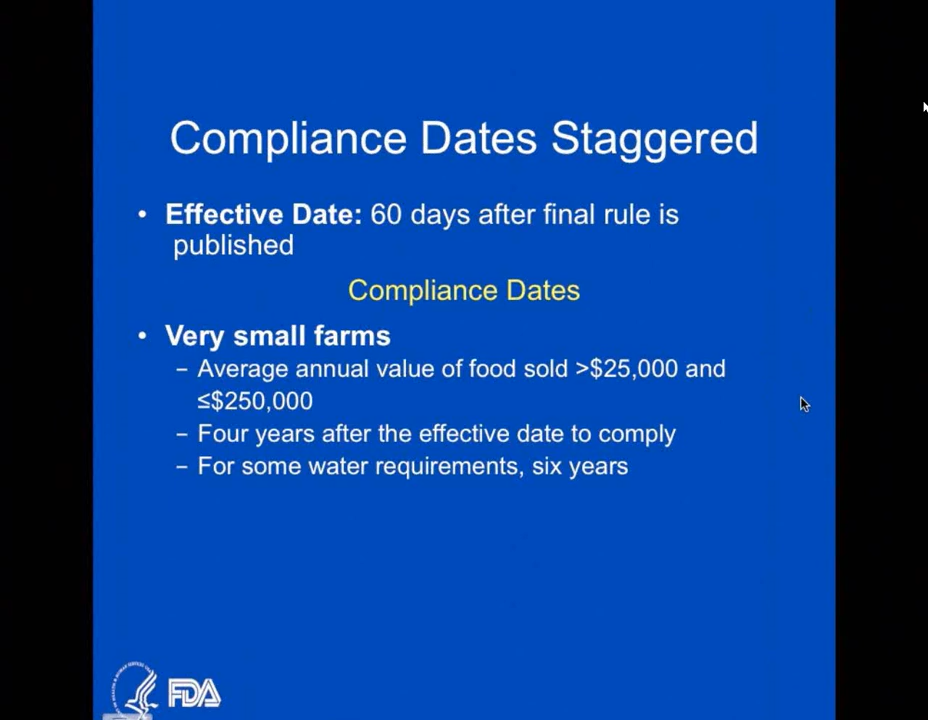 Compliance Dates Staggered
• Effective Date: 60 days after final rule is
published
Compliance Dates
• Very small farms
– Average annual value of food sold >$25,000 and
≤$250,000
– Four years after the effective date to comply
– For some water requirements, six years
FDA